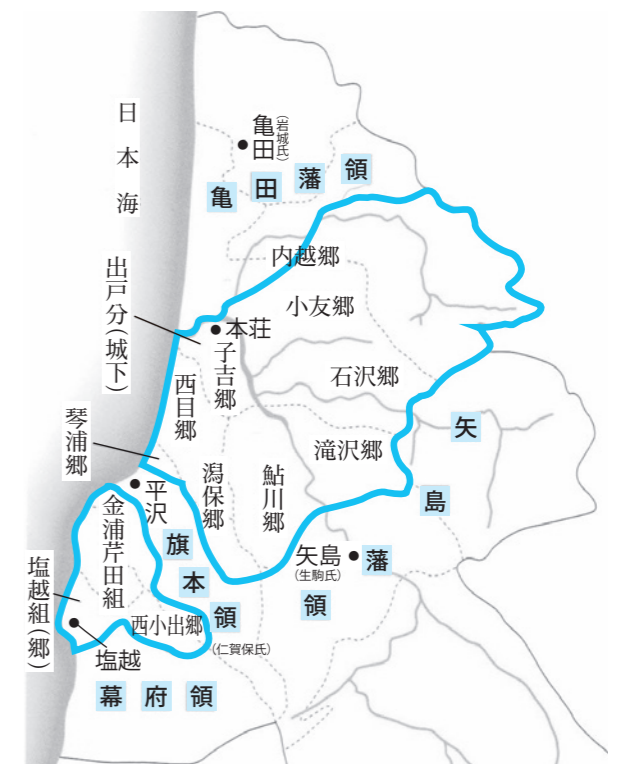 日本海
亀田
(岩城氏)
亀田藩領
内越郷
小友郷
出戸分(城下)
本荘
子吉郷
石沢郷
西目郷
矢島藩領
琴浦郷
滝沢郷
潟保郷
鮎川郷
平沢
金浦芹田組
旗本領
(仁賀保氏)
矢島
(生駒氏)
塩越組(郷)
西小出郷
塩越
幕府領